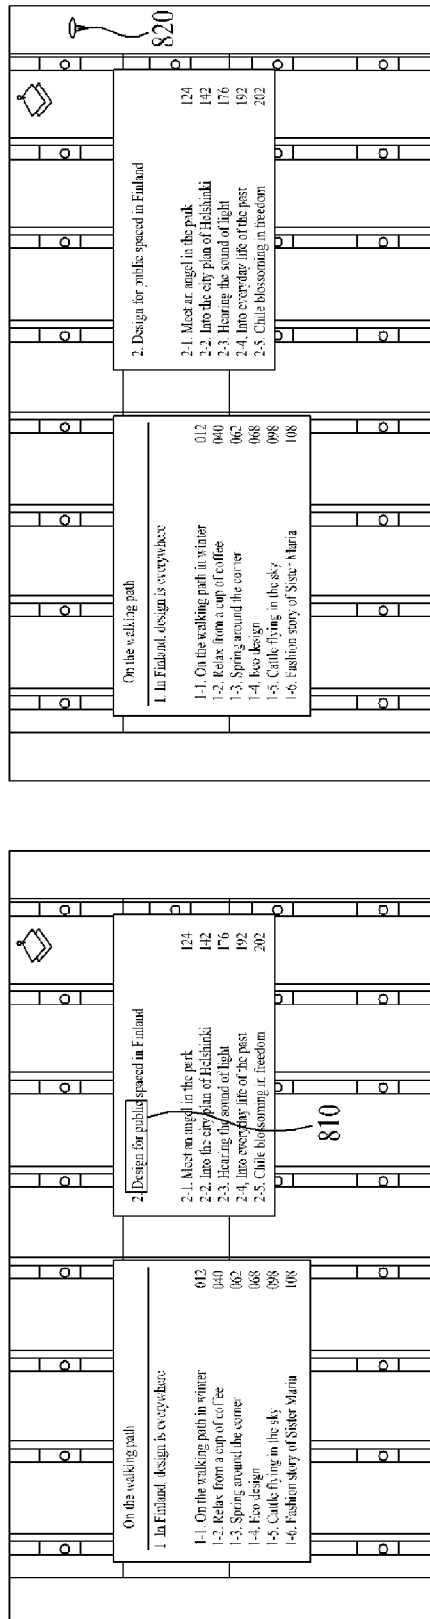 On the walking path
1. In Finland, design is everywhere
1-1. On the walking path in winter 012
1-2. Relax from a cup of coffee 040
1-3. Spring around the corner 062
1-4. Eco design 068
1-5. Cattle flying in the sky 098
1-6. Fashion story of Sister Maria 108
2. Design for public spaced in Finland
2-1. Meet an angel in the park 124
2-2. Into the city plan of Helshinki 142
2-3. Hearing the sound of light 176
2-4, Into everyday life of the past 192
2-5. Chile blossoming in freedom 202
810
On the walking path
1. In Finland, design is everywhere
1-1. On the walking path in winter 012
1-2. Relax from a cup of coffee 040
1-3. Spring around the corner 062
1-4. Eco design 068
1-5. Cattle flying in the sky 098
1-6. Fashion story of Sister Maria 108
2. Design for public spaced in Finland
2-1. Meet an angel in the park 124
2-2. Into the city plan of Helshinki 142
2-3. Hearing the sound of light 176
2-4. Into everyday life of the past 192
2-5. Chile blossoming in freedom 202
820